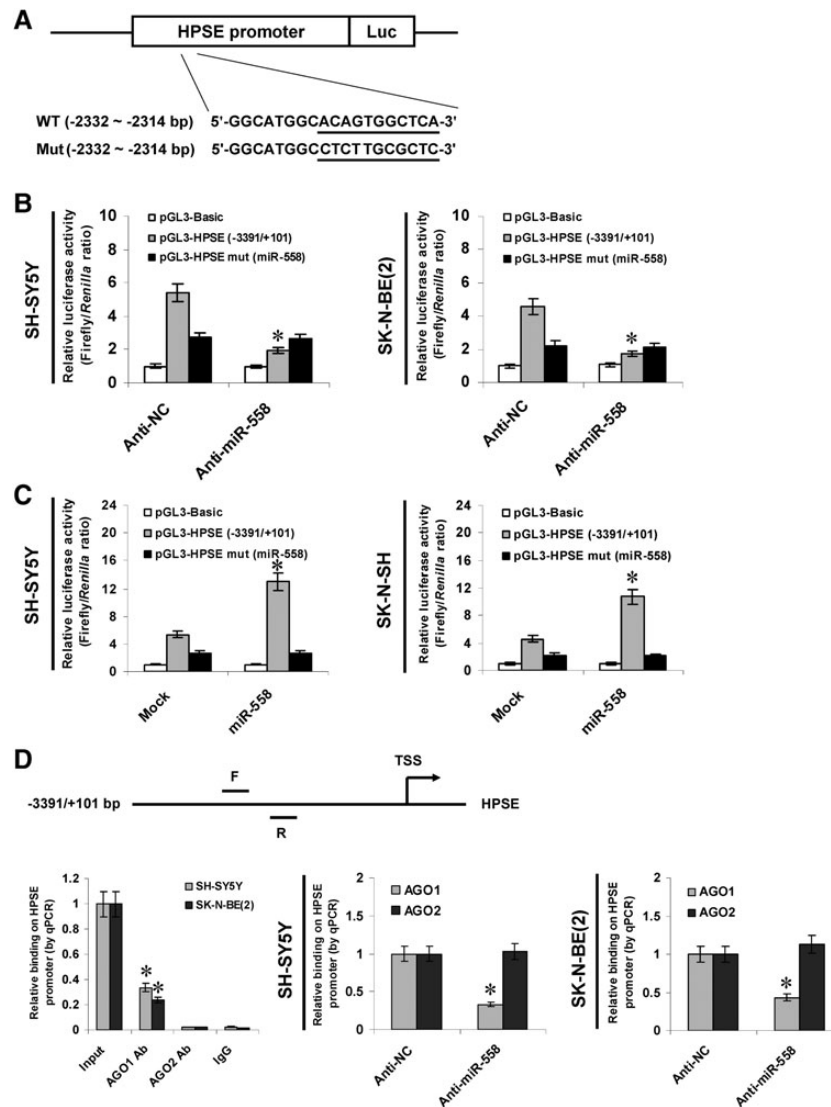 A
HPSE promoter Luc
WT (-2332 ~ -2314 bp) 5'-GGCATGGCACAGTGGCTCA-3'
Mut (-2332 ~ -2314 bp) 5'-GGCATGGCCTCTTGCGCTC-3'
B
SH-SY5Y
Relative luciferase activity
(Firefly/Renilla ratio)
10
8
6
4
2
0
pGL3-Basic
pGL3-HPSE (-3391/+101)
pGL3-HPSE mut (miR-558)
*
Anti-NC
Anti-miR-558
SK-N-BE(2)
Relative luciferase activity
(Firefly/Renilla ratio)
10
8
6
4
2
0
pGL3-Basic
pGL3-HPSE (-3391/+101)
pGL3-HPSE mut (miR-558)
*
Anti-NC
Anti-miR-558
C
SH-SY5Y
Relative luciferase activity
(Firefly/Renilla ratio)
24
20
16
12
8
4
0
pGL3-Basic
pGL3-HPSE (-3391/+101)
pGL3-HPSE mut (miR-558)
*
Mock
miR-558
SK-N-SH
Relative luciferase activity
(Firefly/Renilla ratio)
24
20
16
12
8
4
0
pGL3-Basic
pGL3-HPSE (-3391/+101)
pGL3-HPSE mut (miR-558)
*
Mock
miR-558
D
TSS
F
-3391/+101 bp HPSE
R
Relative binding on HPSE
promoter (by qPCR)
1.2
1
0.8
0.6
0.4
0.2
0
SH-SY5Y
SK-N-BE(2)
*
*
Input
AGO1 Ab
AGO2 Ab
IgG
SH-SY5Y
Relative binding on HPSE
promoter (by qPCR)
2
1.5
1
0.5
0
AGO1
AGO2
*
Anti-NC
Anti-miR-558
SK-N-BE(2)
Relative binding on HPSE
promoter (by qPCR)
2
1.5
1
0.5
0
AGO1
AGO2
*
Anti-NC
Anti-miR-558